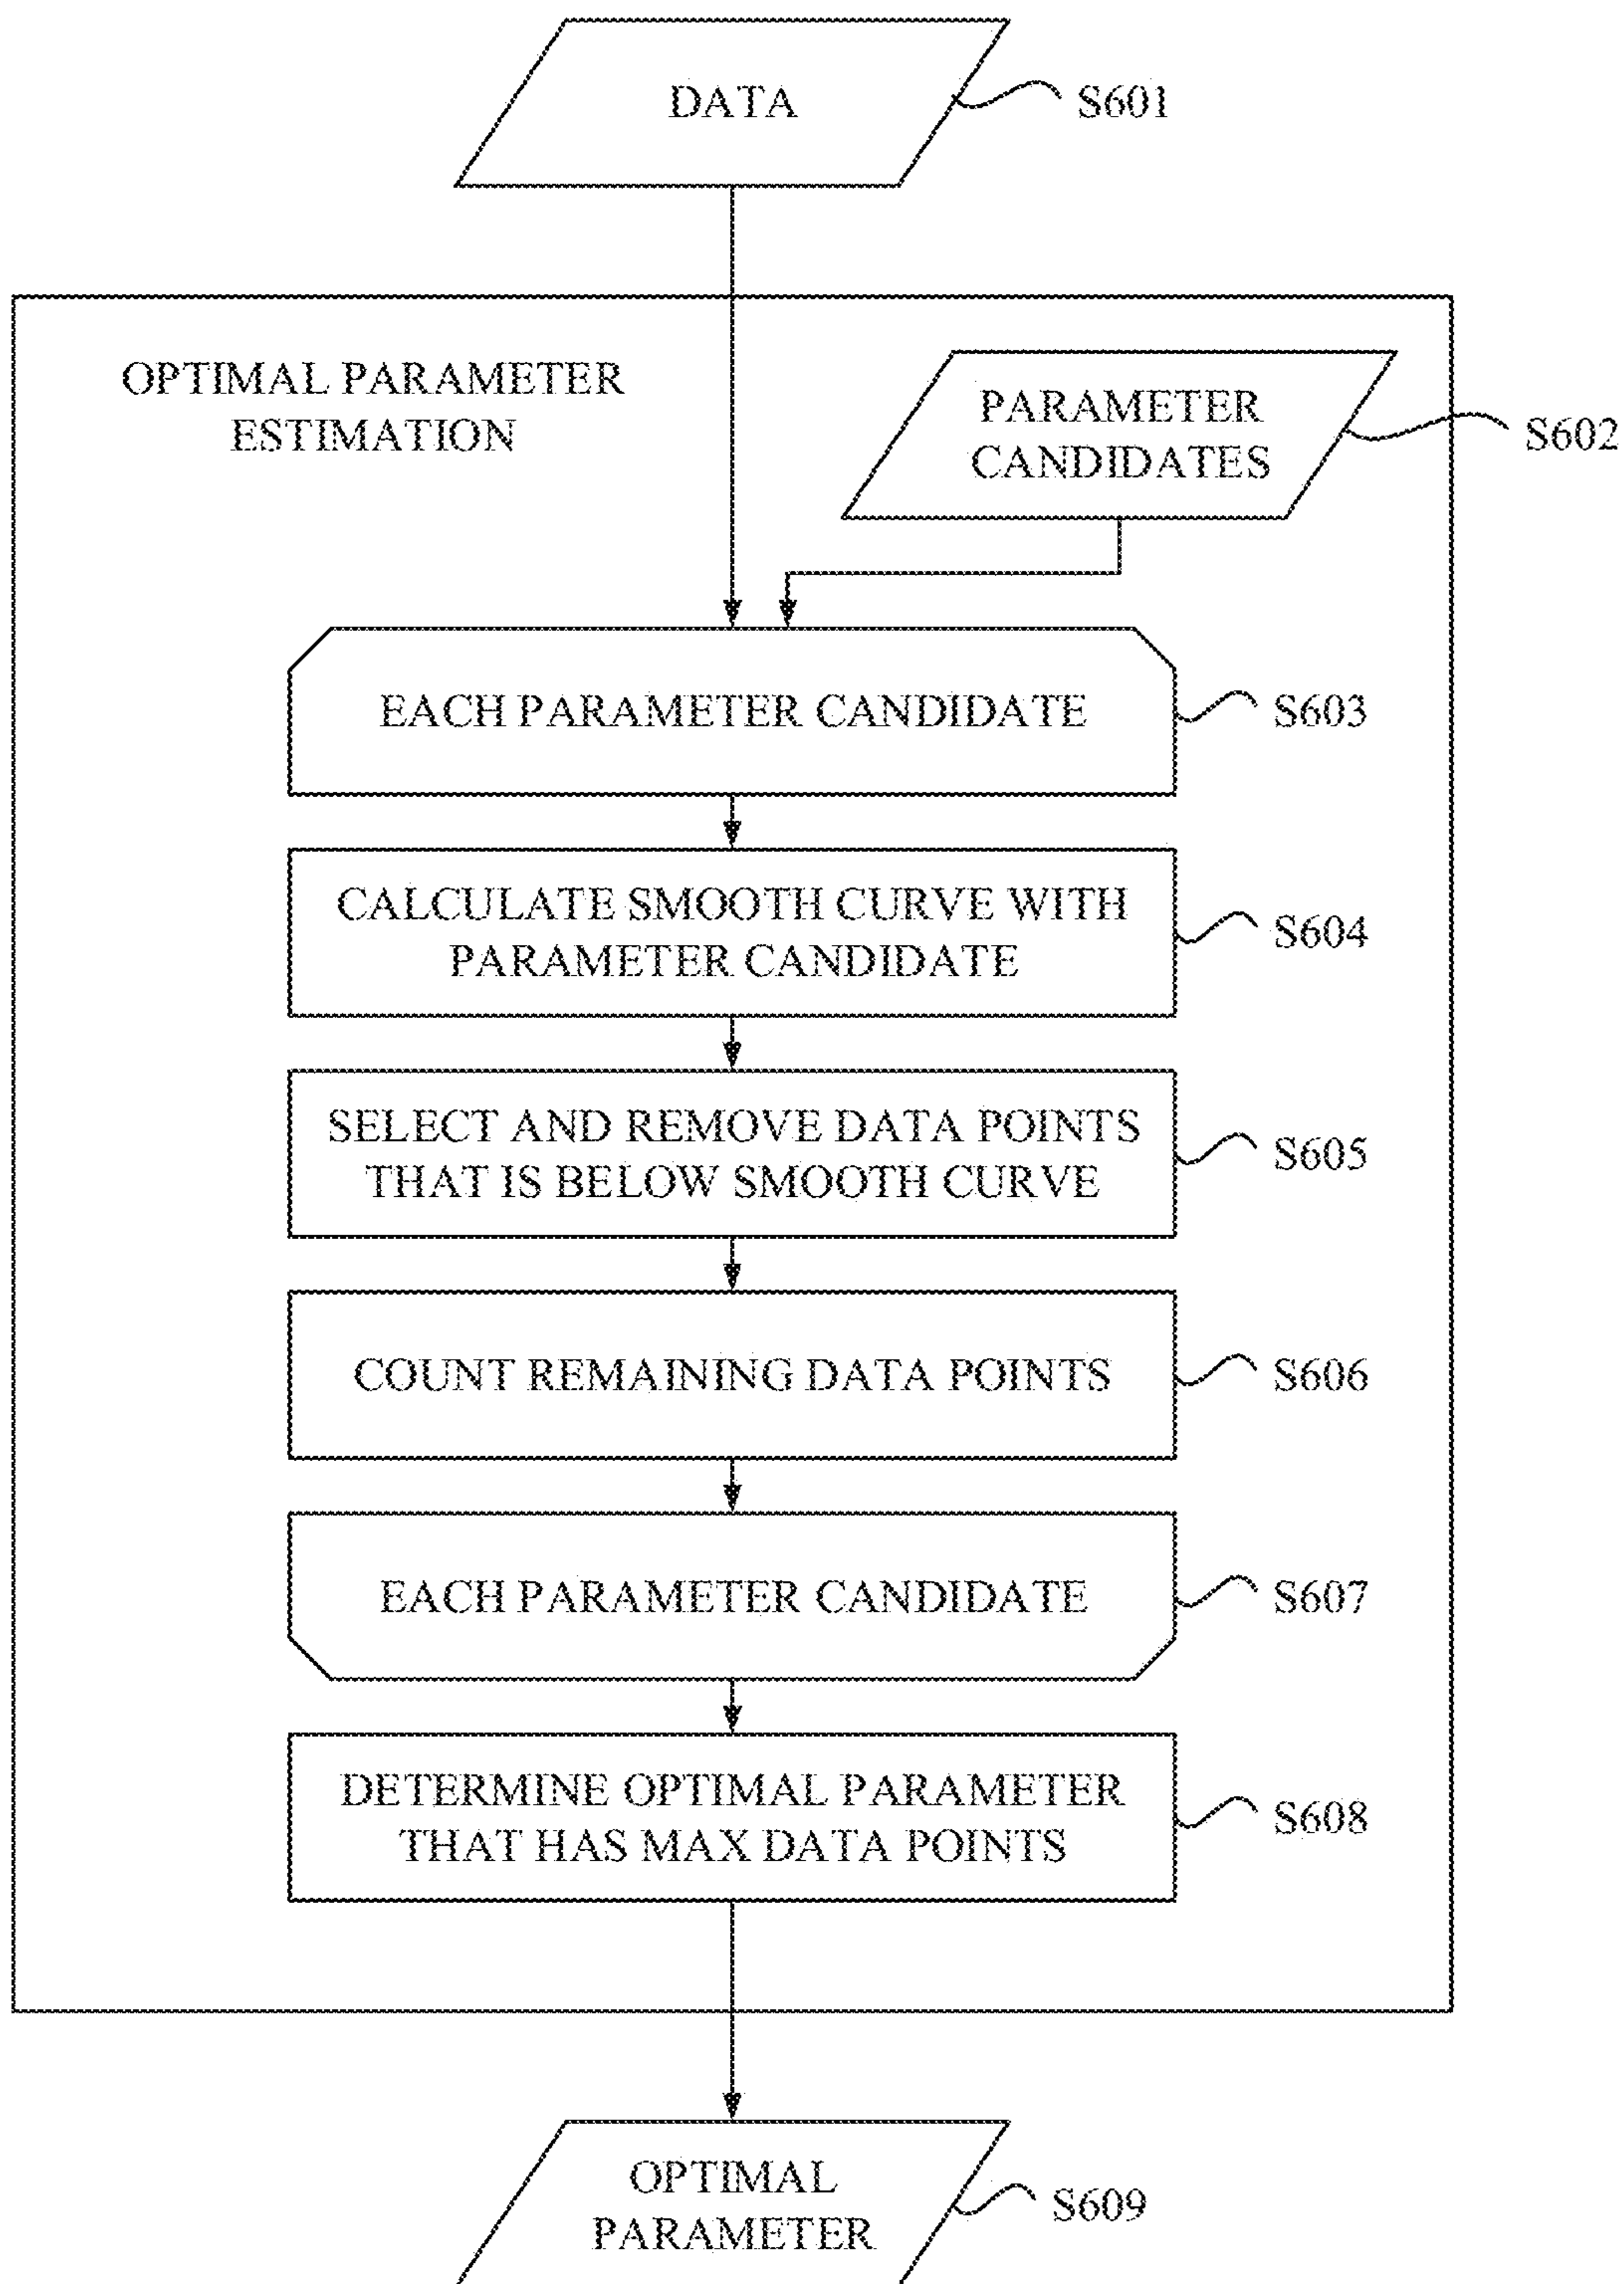 DATA
S601
OPTIMAL PARAMETER
ESTIMATION
PARAMETER
CANDIDATES
S602
EACH PARAMETER CANDIDATE
S603
CALCULATE SMOOTH CURVE WITH
PARAMETER CANDIDATE
S604
SELECT AND REMOVE DATA POINTS
THAT IS BELOW SMOOTH CURVE
S605
COUNT REMAINING DATA POINTS
S606
EACH PARAMETER CANDIDATE
S607
DETERMINE OPTIMAL PARAMETER
THAT HAS MAX DATA POINTS
S608
OPTIMAL
PARAMETER
S609